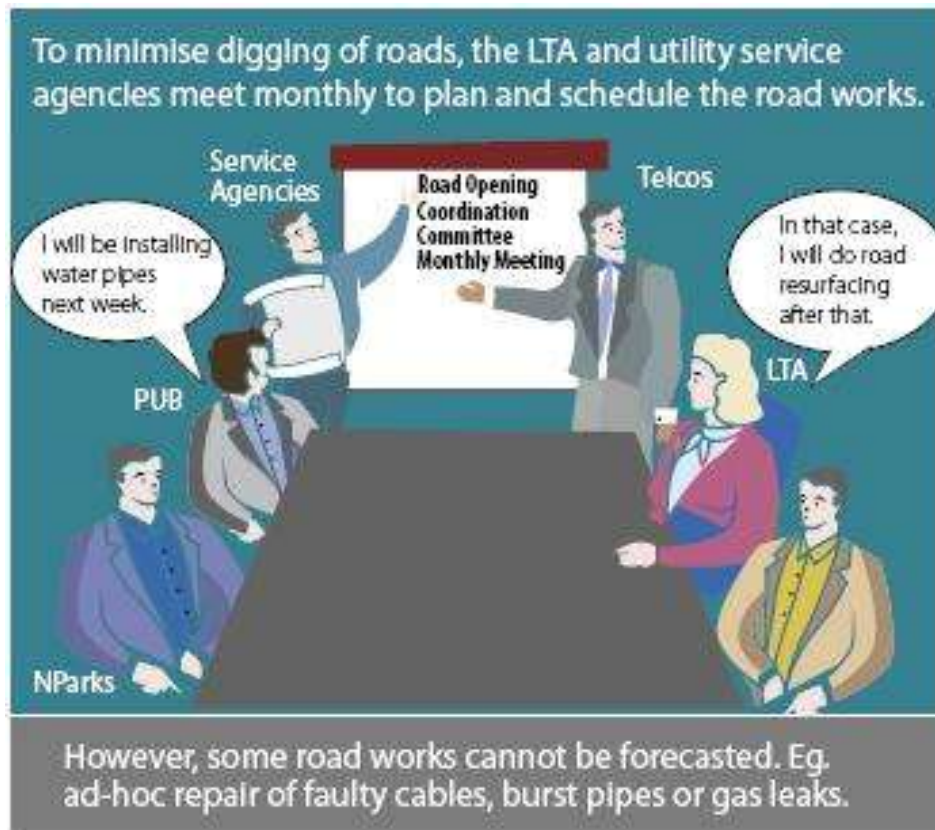 To minimise digging of roads, the LTA and utility service
agencies meet monthly to plan and schedule the road works.
Service
Agencies
Road Opening
Coordination
Committee
Monthly Meeting
Telcos
I will be installing
water pipes
next week.
In that case,
I will do road
resurfacing
after that.
PUB
LTA
NParks
However, some road works cannot be forecasted. Eg.
ad-hoc repair of faulty cables, burst pipes or gas leaks.